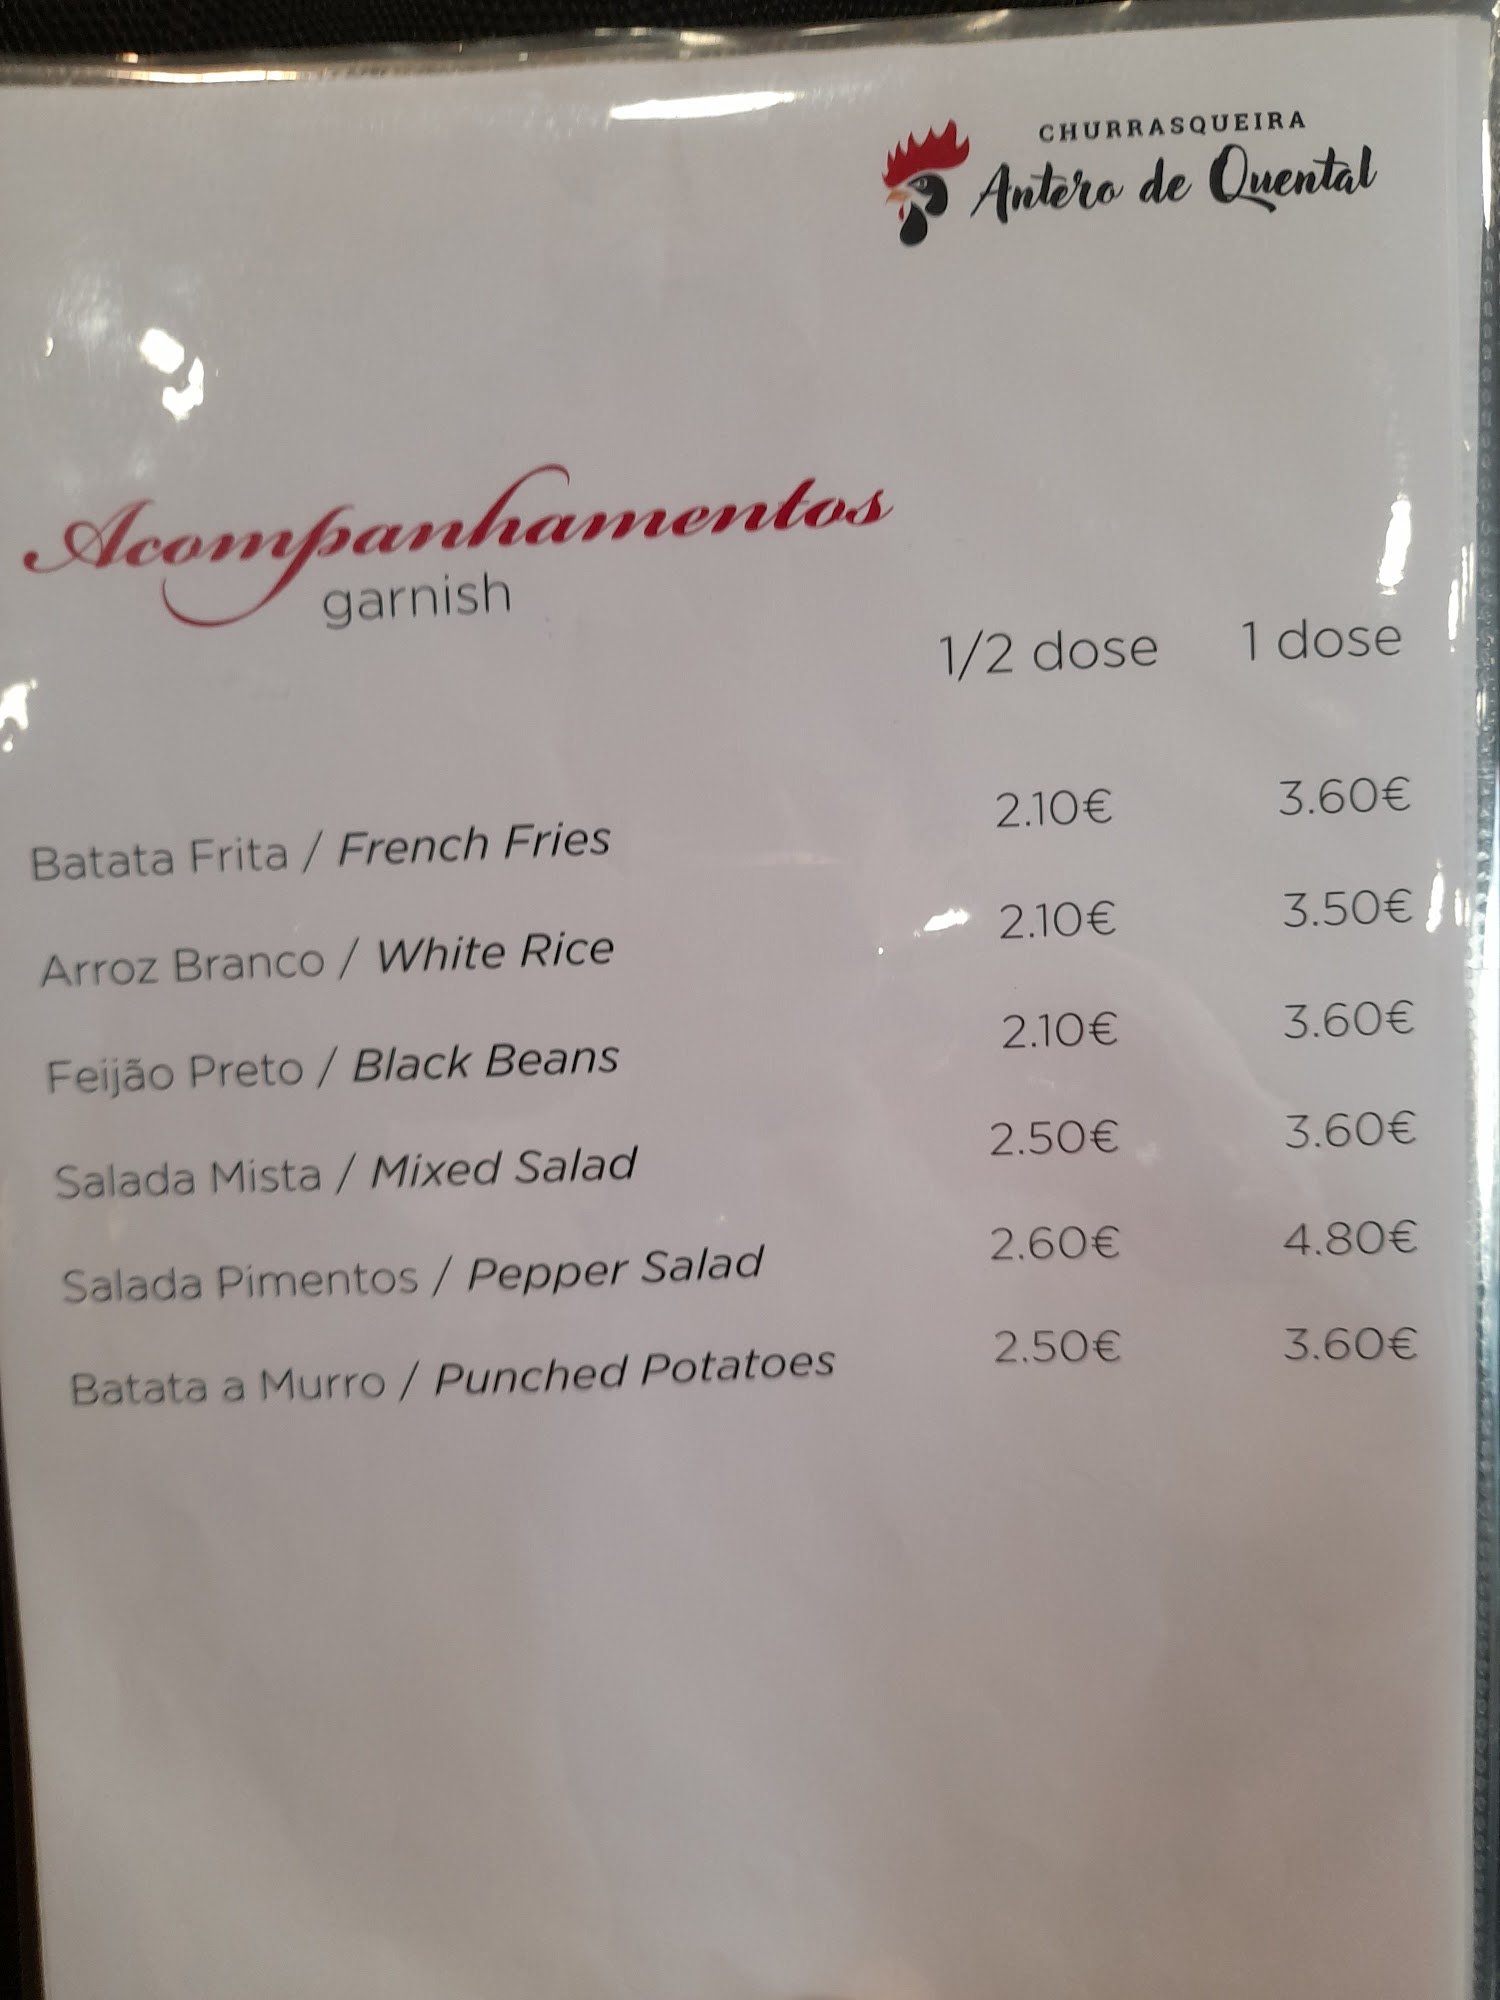 CHURRASQUEIRA
Antero de Quental
Acompanhamentos
garnish
1/2 dose 1 dose
Batata Frita / French Fries 2.10€ 3.60€
Arroz Branco / White Rice 2.10€ 3.50€
Feijão Preto / Black Beans 2.10€ 3.60€
Salada Mista / Mixed Salad 2.50€ 3.60€
Salada Pimentos / Pepper Salad 2.60€ 4.80€
Batata a Murro / Punched Potatoes 2.50€ 3.60€